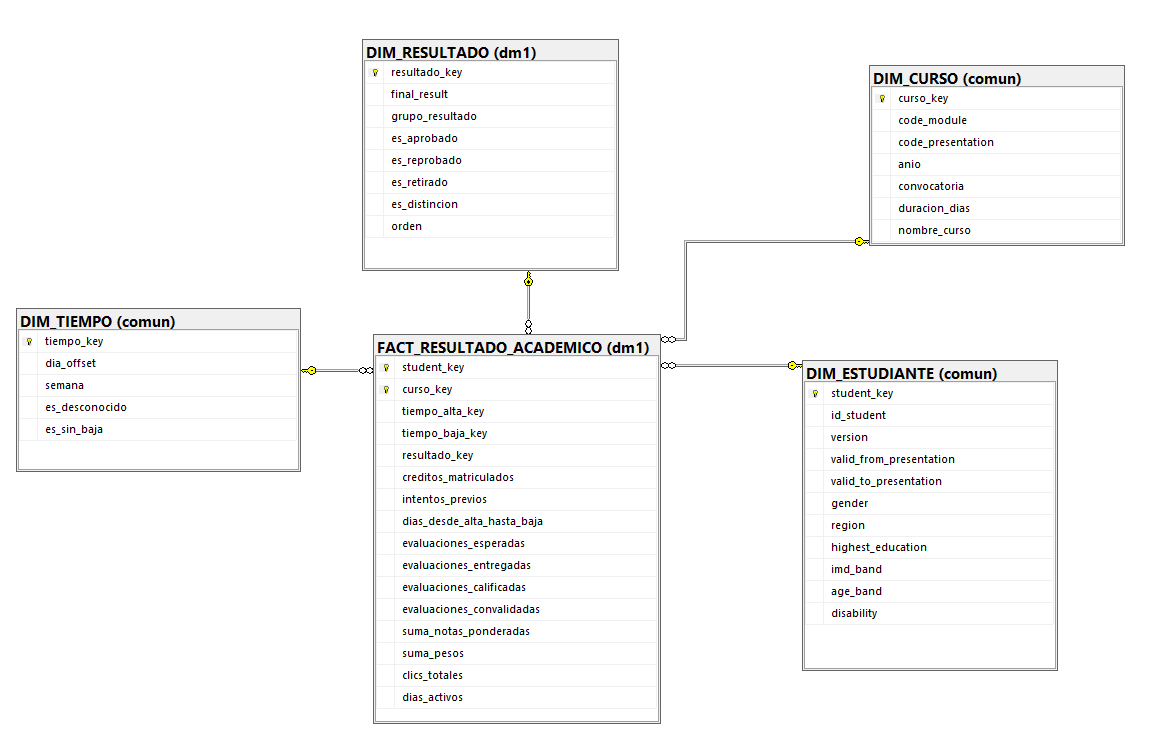 DIM_RESULTADO (dm1)
resultado_key
final_result
grupo_resultado
es_aprobado
es_reprobado
es_retirado
es_distincion
orden
DIM_CURSO (comun)
curso_key
code_module
code_presentation
anio
convocatoria
duracion_dias
nombre_curso
DIM_TIEMPO (comun)
tiempo_key
dia_offset
semana
es_desconocido
es_sin_baja
FACT_RESULTADO_ACADEMICO (dm1)
student_key
curso_key
tiempo_alta_key
tiempo_baja_key
resultado_key
creditos_matriculados
intentos_previos
dias_desde_alta_hasta_baja
evaluaciones_esperadas
evaluaciones_entregadas
evaluaciones_calificadas
evaluaciones_convalidadas
suma_notas_ponderadas
suma_pesos
clics_totales
dias_activos
DIM_ESTUDIANTE (comun)
student_key
id_student
version
valid_from_presentation
valid_to_presentation
gender
region
highest_education
imd_band
age_band
disability